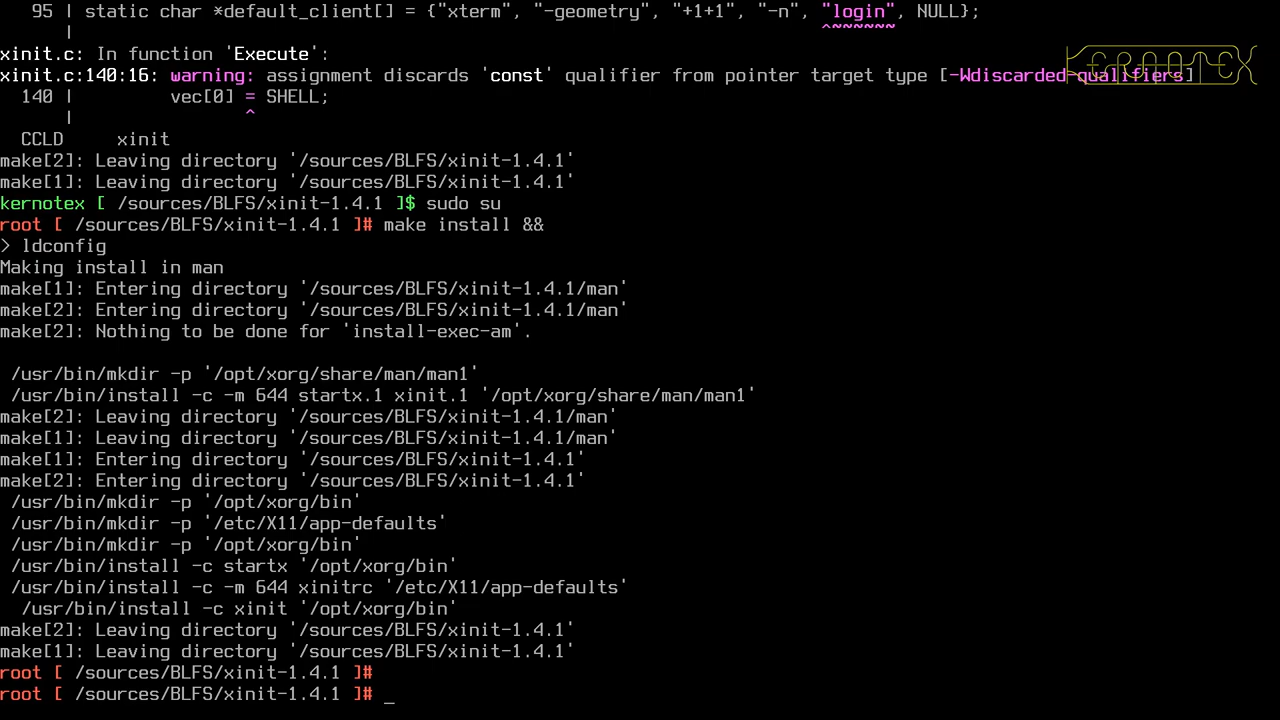 95 | static char *default_client[] = {"xterm", "-geometry", "+1+1", "-n", "login", NULL};
      |                                                                      ^~~~~~~
xinit.c: In function 'Execute':
xinit.c:140:16: warning: assignment discards 'const' qualifier from pointer target type [-Wdiscarded-qualifiers]
  140 |         vec[0] = SHELL;
      |                ^
  CCLD     xinit
make[2]: Leaving directory '/sources/BLFS/xinit-1.4.1'
make[1]: Leaving directory '/sources/BLFS/xinit-1.4.1'
kernotex [ /sources/BLFS/xinit-1.4.1 ]$ sudo su
root [ /sources/BLFS/xinit-1.4.1 ]# make install &&
> ldconfig
Making install in man
make[1]: Entering directory '/sources/BLFS/xinit-1.4.1/man'
make[2]: Entering directory '/sources/BLFS/xinit-1.4.1/man'
make[2]: Nothing to be done for 'install-exec-am'.
 /usr/bin/mkdir -p '/opt/xorg/share/man/man1'
 /usr/bin/install -c -m 644 startx.1 xinit.1 '/opt/xorg/share/man/man1'
make[2]: Leaving directory '/sources/BLFS/xinit-1.4.1/man'
make[1]: Leaving directory '/sources/BLFS/xinit-1.4.1/man'
make[1]: Entering directory '/sources/BLFS/xinit-1.4.1'
make[2]: Entering directory '/sources/BLFS/xinit-1.4.1'
 /usr/bin/mkdir -p '/opt/xorg/bin'
 /usr/bin/mkdir -p '/etc/X11/app-defaults'
 /usr/bin/mkdir -p '/opt/xorg/bin'
 /usr/bin/install -c startx '/opt/xorg/bin'
 /usr/bin/install -c -m 644 xinitrc '/etc/X11/app-defaults'
  /usr/bin/install -c xinit '/opt/xorg/bin'
make[2]: Leaving directory '/sources/BLFS/xinit-1.4.1'
make[1]: Leaving directory '/sources/BLFS/xinit-1.4.1'
root [ /sources/BLFS/xinit-1.4.1 ]#
root [ /sources/BLFS/xinit-1.4.1 ]# _
KERNOTEX